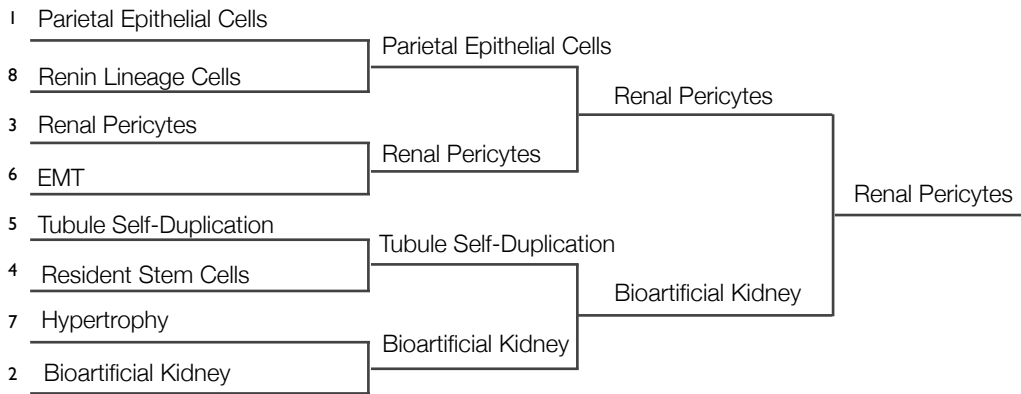 1 Parietal Epithelial Cells
8 Renin Lineage Cells
3 Renal Pericytes
6 EMT
5 Tubule Self-Duplication
4 Resident Stem Cells
7 Hypertrophy
2 Bioartificial Kidney
Parietal Epithelial Cells
Renal Pericytes
Tubule Self-Duplication
Bioartificial Kidney
Renal Pericytes
Bioartificial Kidney
Renal Pericytes